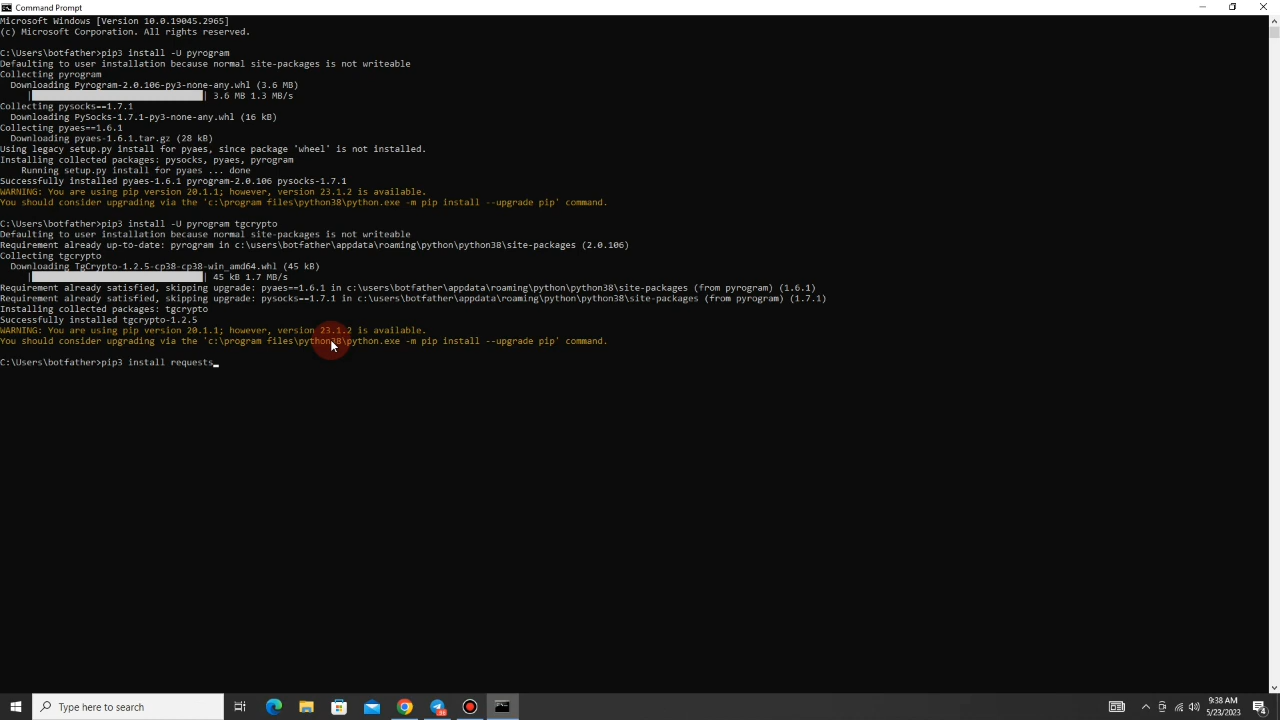 Command Prompt
Microsoft Windows [Version 10.0.19045.2965]
(c) Microsoft Corporation. All rights reserved.
C:\Users\botfather>pip3 install -U pyrogram
Defaulting to user installation because normal site-packages is not writeable
Collecting pyrogram
Downloading Pyrogram-2.0.106-py3-none-any.whl (3.6 MB)
|| 3.6 MB 1.3 MB/s
Collecting pysocks==1.7.1
Downloading PySocks-1.7.1-py3-none-any.whl (16 kB)
Collecting pyaes==1.6.1
Downloading pyaes-1.6.1.tar.gz (28 kB)
Using legacy setup.py install for pyaes, since package 'wheel' is not installed.
Installing collected packages: pysocks, pyaes, pyrogram
Running setup.py install for pyaes ... done
Successfully installed pyaes-1.6.1 pyrogram-2.0.106 pysocks-1.7.1
WARNING: You are using pip version 20.1.1; however, version 23.1.2 is available.
You should consider upgrading via the 'c:\program files\python38\python.exe -m pip install --upgrade pip' command.
C:\Users\botfather>pip3 install -U pyrogram tgcrypto
Defaulting to user installation because normal site-packages is not writeable
Requirement already up-to-date: pyrogram in c:\users\botfather\appdata\roaming\python\python38\site-packages (2.0.106)
Collecting tgcrypto
Downloading TgCrypto-1.2.5-cp38-cp38-win_amd64.whl (45 kB)
|| 45 kB 1.7 MB/s
Requirement already satisfied, skipping upgrade: pyaes==1.6.1 in c:\users\botfather\appdata\roaming\python\python38\site-packages (from pyrogram) (1.6.1)
Requirement already satisfied, skipping upgrade: pysocks==1.7.1 in c:\users\botfather\appdata\roaming\python\python38\site-packages (from pyrogram) (1.7.1)
Installing collected packages: tgcrypto
Successfully installed tgcrypto-1.2.5
WARNING: You are using pip version 20.1.1; however, version 23.1.2 is available.
You should consider upgrading via the 'c:\program files\python38\python.exe -m pip install --upgrade pip' command.
C:\Users\botfather>pip3 install requests_
Type here to search
9:38 AM
5/23/2023
4